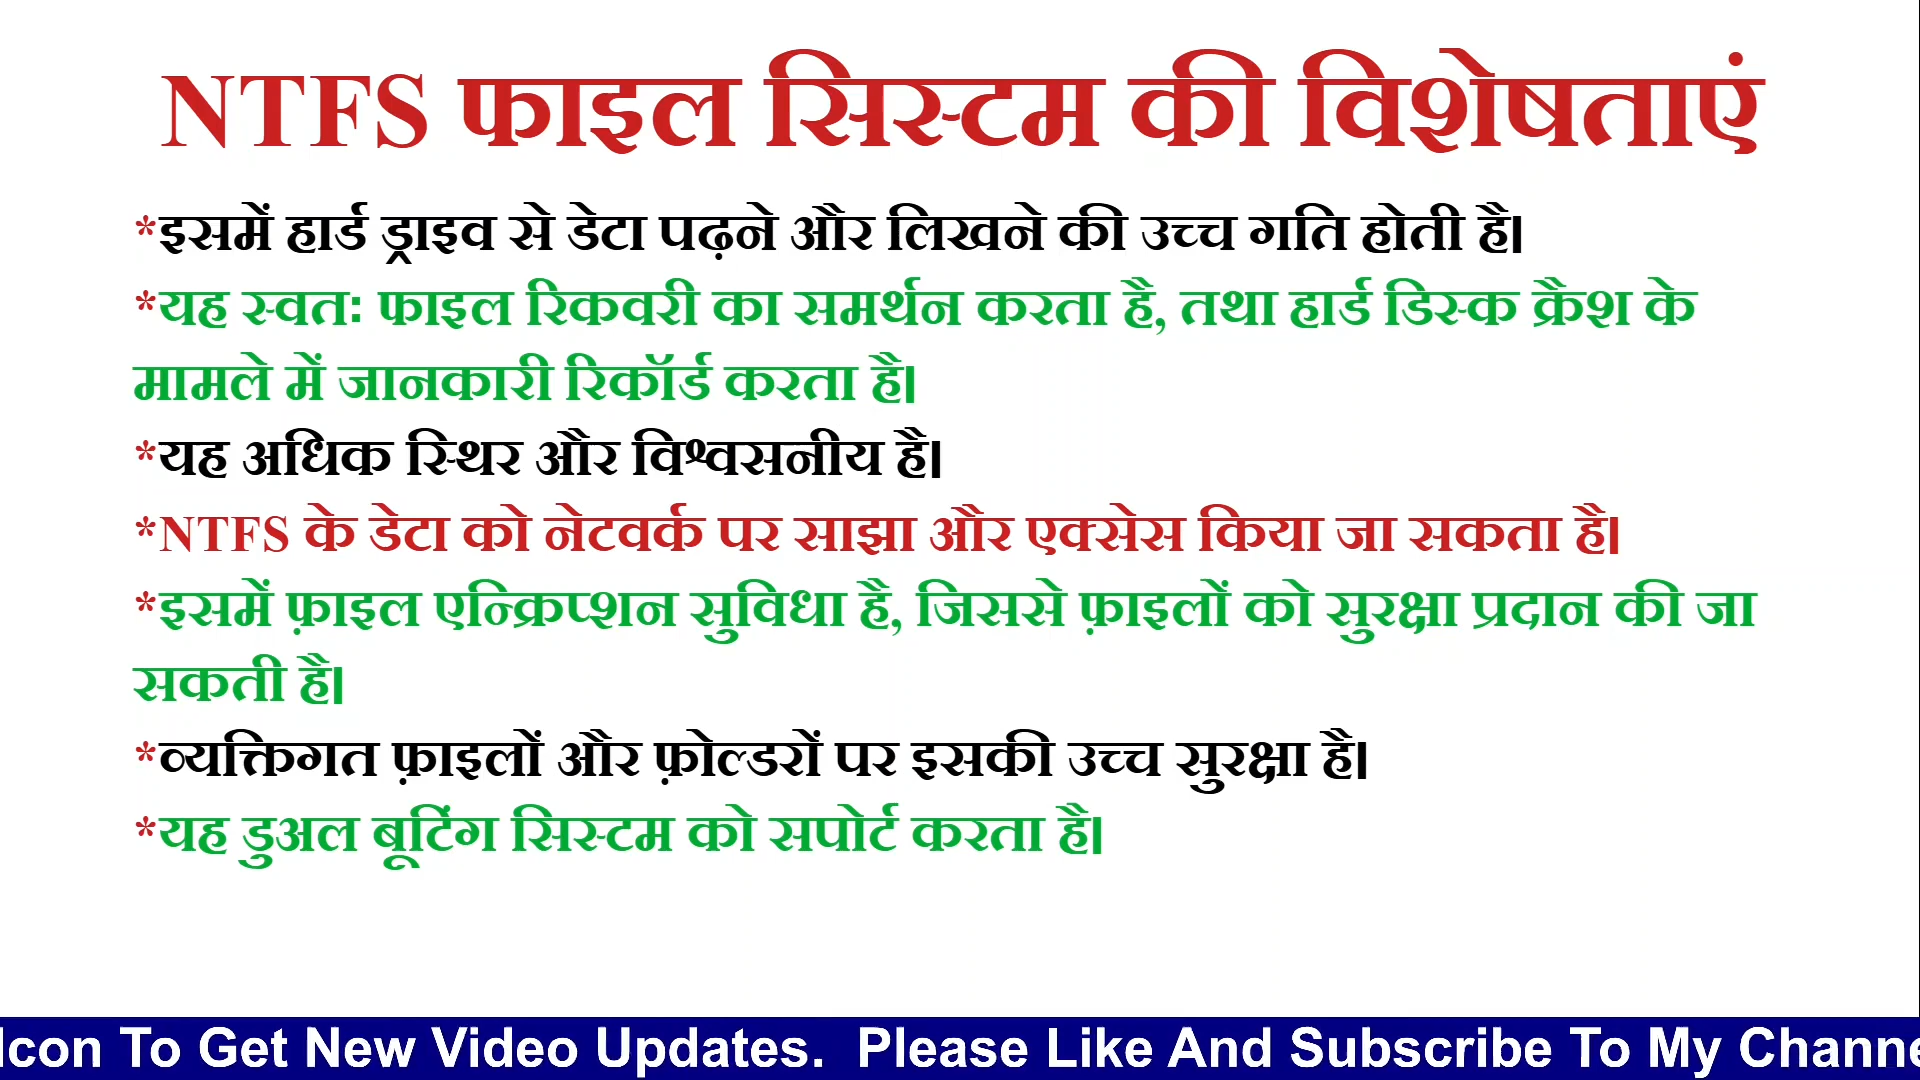 NTFS फाइल सिस्टम की विशेषताएं
*इसमें हार्ड ड्राइव से डेटा पढ़ने और लिखने की उच्च गति होती है।
*यह स्वतः फाइल रिकवरी का समर्थन करता है, तथा हार्ड डिस्क क्रैश के
मामले में जानकारी रिकॉर्ड करता है।
*यह अधिक स्थिर और विश्वसनीय है।
*NTFS के डेटा को नेटवर्क पर साझा और एक्सेस किया जा सकता है।
*इसमें फ़ाइल एन्क्रिप्शन सुविधा है, जिससे फ़ाइलों को सुरक्षा प्रदान की जा
सकती है।
*व्यक्तिगत फ़ाइलों और फ़ोल्डरों पर इसकी उच्च सुरक्षा है।
*यह डुअल बूटिंग सिस्टम को सपोर्ट करता है।
Icon To Get New Video Updates. Please Like And Subscribe To My Channe